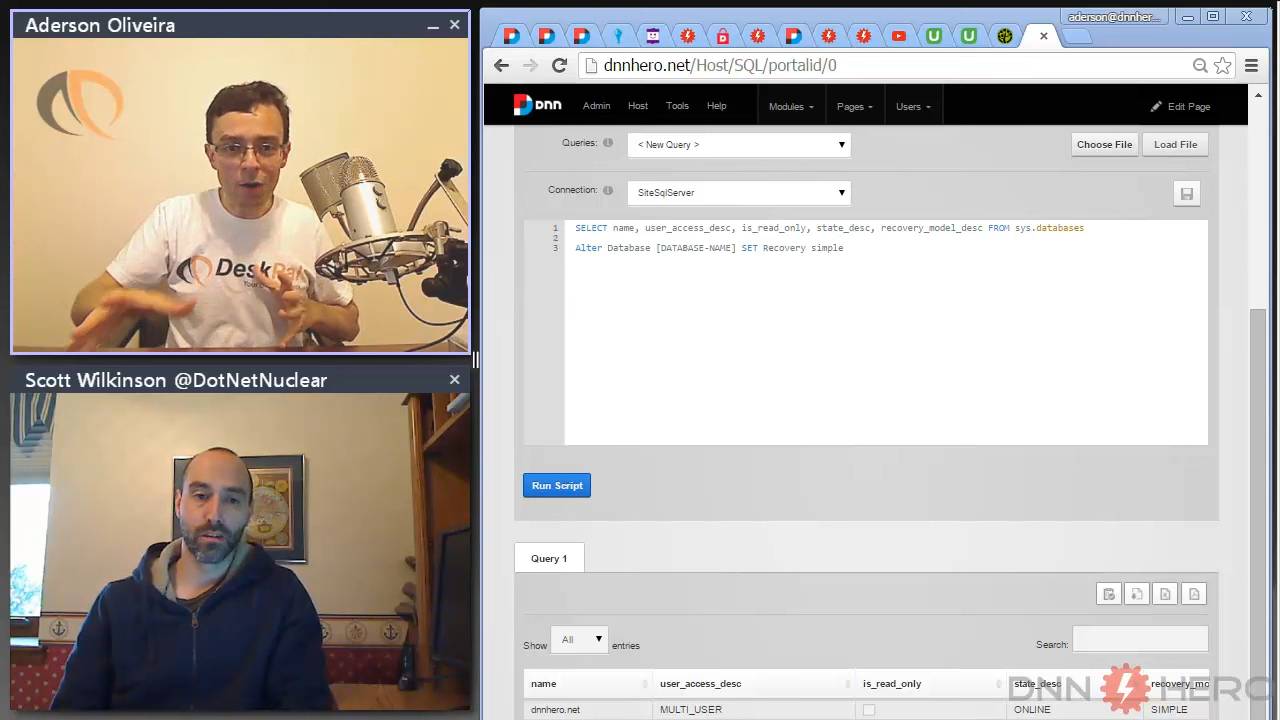 Aderson Oliveira
Scott Wilkinson @DotNetNuclear
aderson@dnnher...
dnnhero.net/Host/SQL/portalid/0
DNN Admin Host Tools Help Modules Pages Users Edit Page
Queries: < New Query > Choose File Load File
Connection: SiteSqlServer
1 SELECT name, user_access_desc, is_read_only, state_desc, recovery_model_desc FROM sys.databases
2
3 Alter Database [DATABASE-NAME] SET Recovery simple
Run Script
Query 1
Show All entries Search:
name user_access_desc is_read_only state_desc recovery_mo
dnnhero.net MULTI_USER ONLINE SIMPLE
DNN HERO